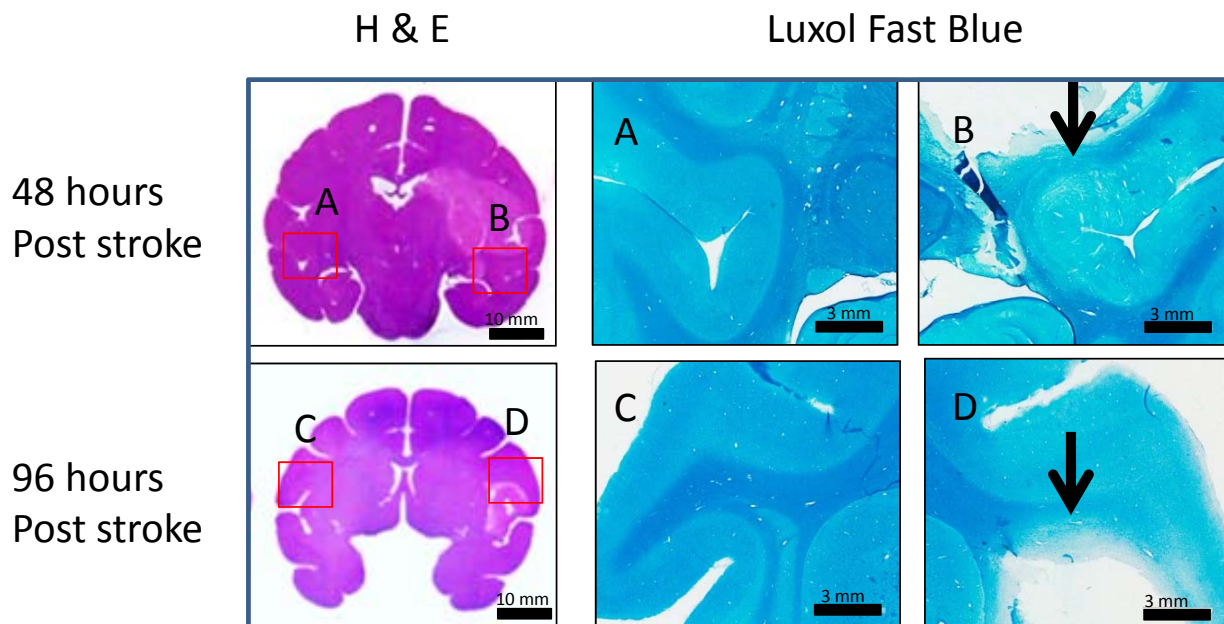 H & E
Luxol Fast Blue
48 hours
Post stroke
A
B
10 mm
A
3 mm
B
3 mm
96 hours
Post stroke
C
D
10 mm
C
3 mm
D
3 mm